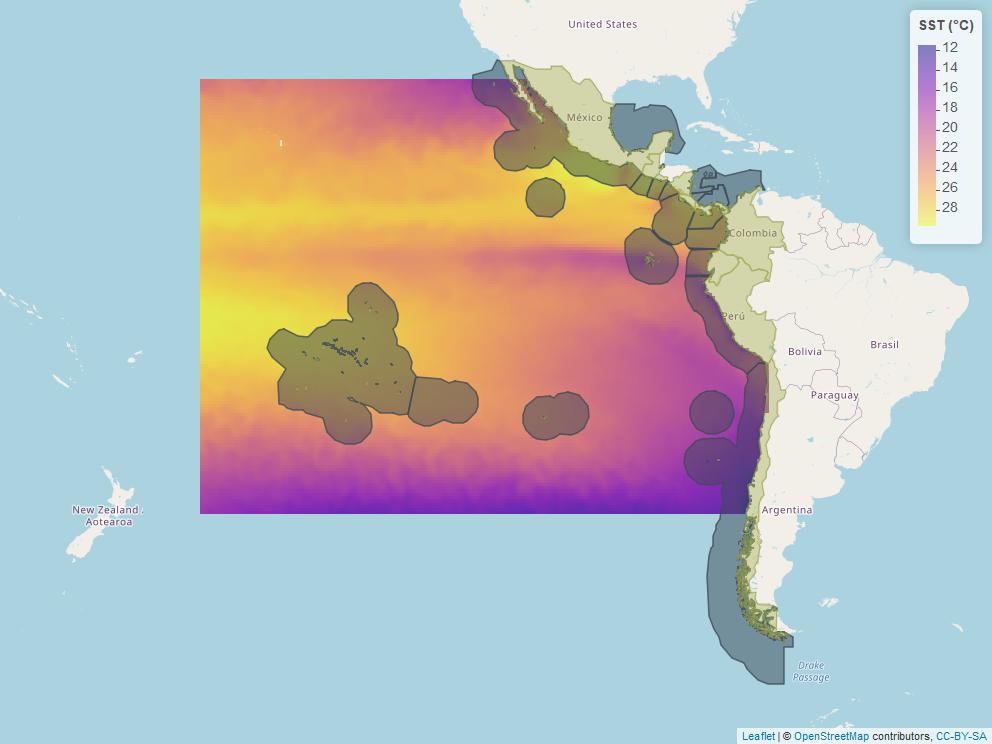 United States
SST (°C)
12
14
16
18
20
22
24
26
28
México
Colombia
Perú
Brasil
Bolivia
Paraguay
New Zealand /
Aotearoa
Argentina
Drake
Passage
Leaflet | © OpenStreetMap contributors, CC-BY-SA